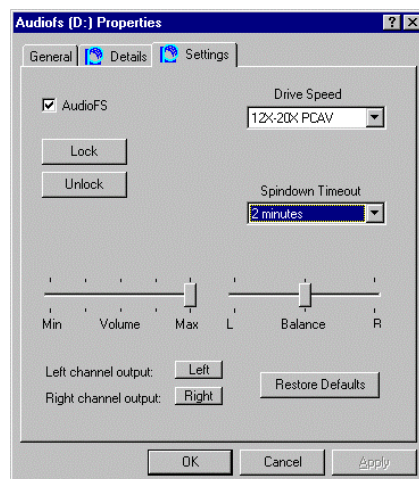 Audiofs (D:) Properties
General Details Settings
AudioFS
Drive Speed
12X-20X PCAV
Lock
Unlock
Spindown Timeout
2 minutes
Min Volume Max L Balance R
Left channel output: Left
Right channel output: Right
Restore Defaults
OK Cancel Apply